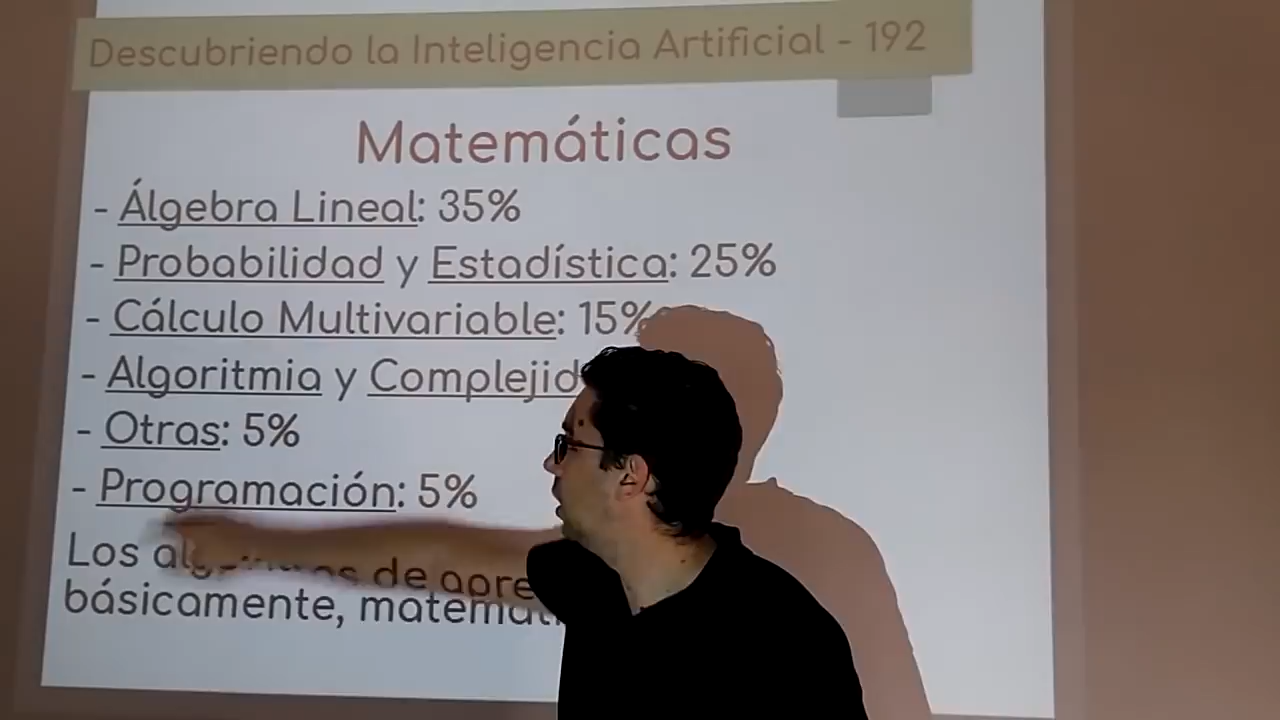 Descubriendo la Inteligencia Artificial - 192
Matemáticas
- Álgebra Lineal: 35%
- Probabilidad y Estadística: 25%
- Cálculo Multivariable: 15%
- Algoritmia y
- Otras: 5%
- Programación: 5%
Los de
básicamente,